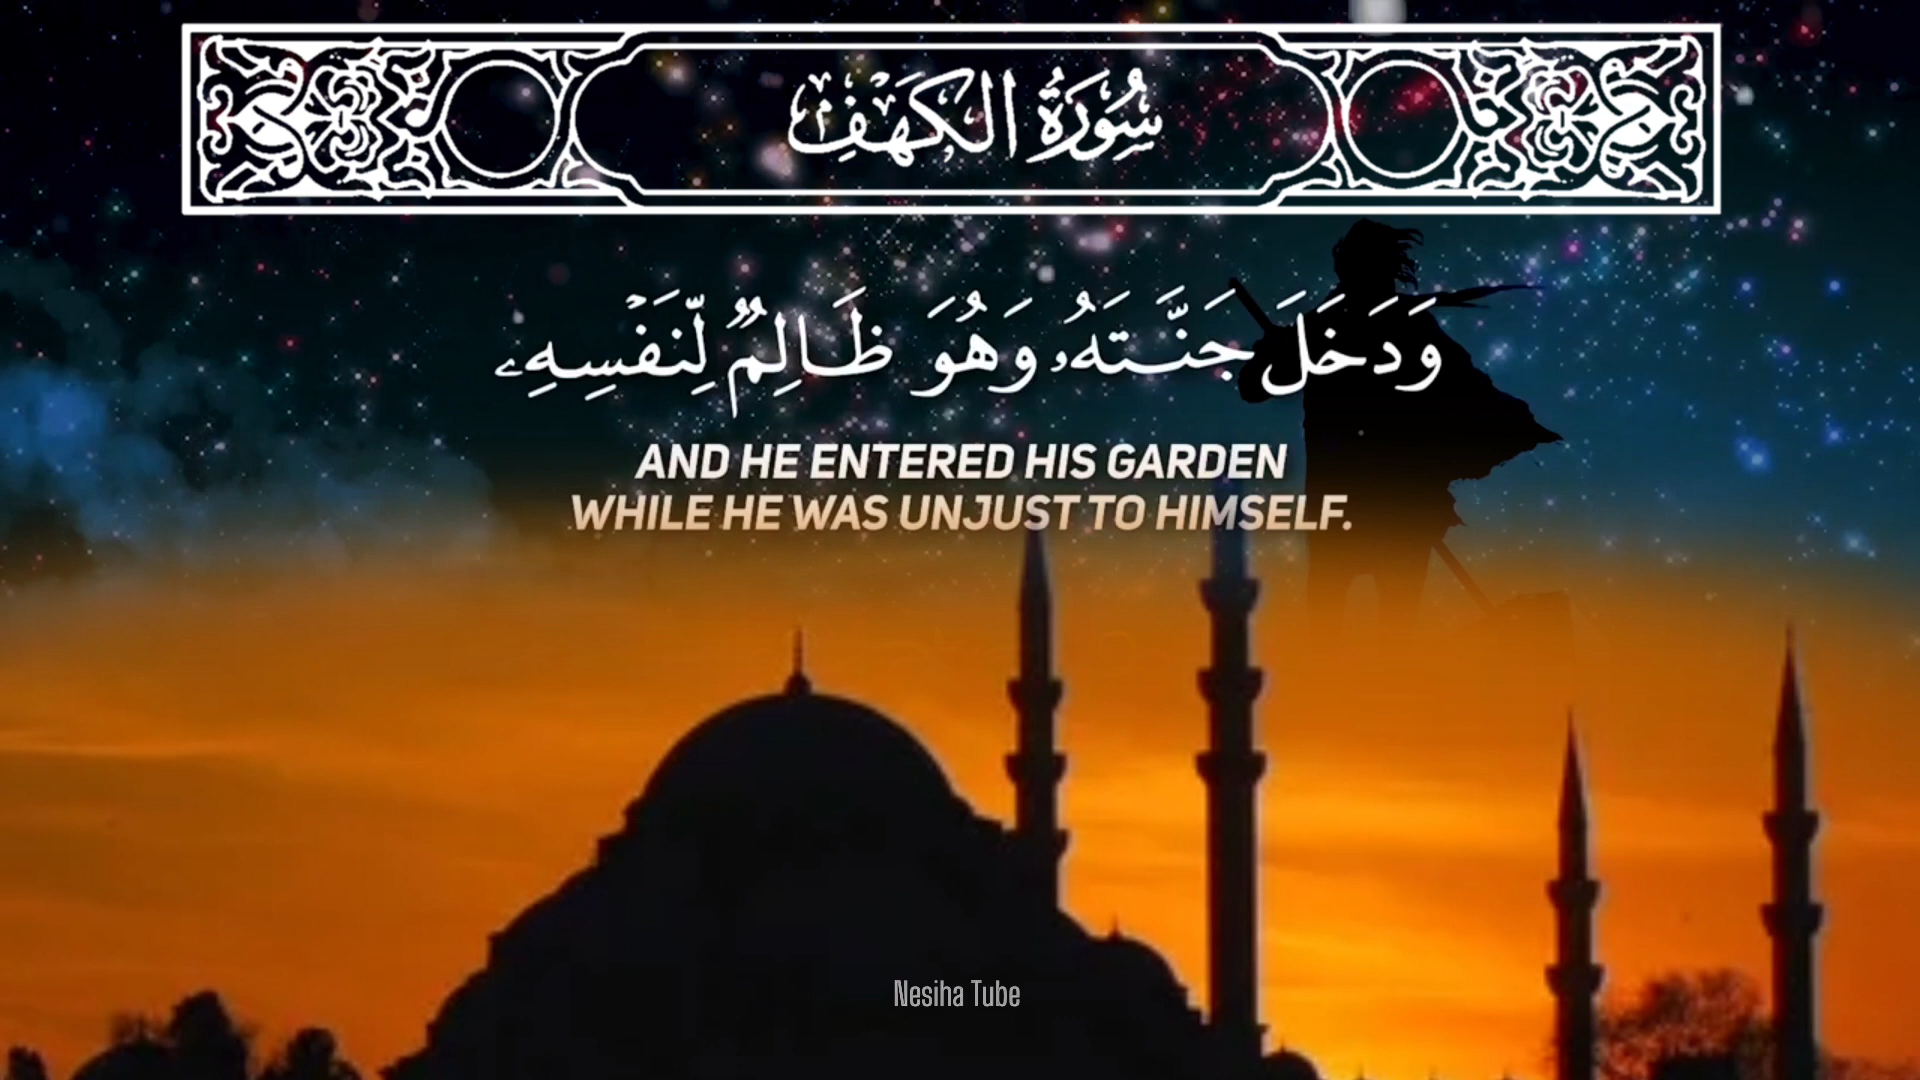 سُورَةُ الكَهۡفِ
وَدَخَلَ جَنَّتَهُۥ وَهُوَ ظَالِمٌ لِّنَفۡسِهِۦ
AND HE ENTERED HIS GARDEN
WHILE HE WAS UNJUST TO HIMSELF.
Nesiha Tube